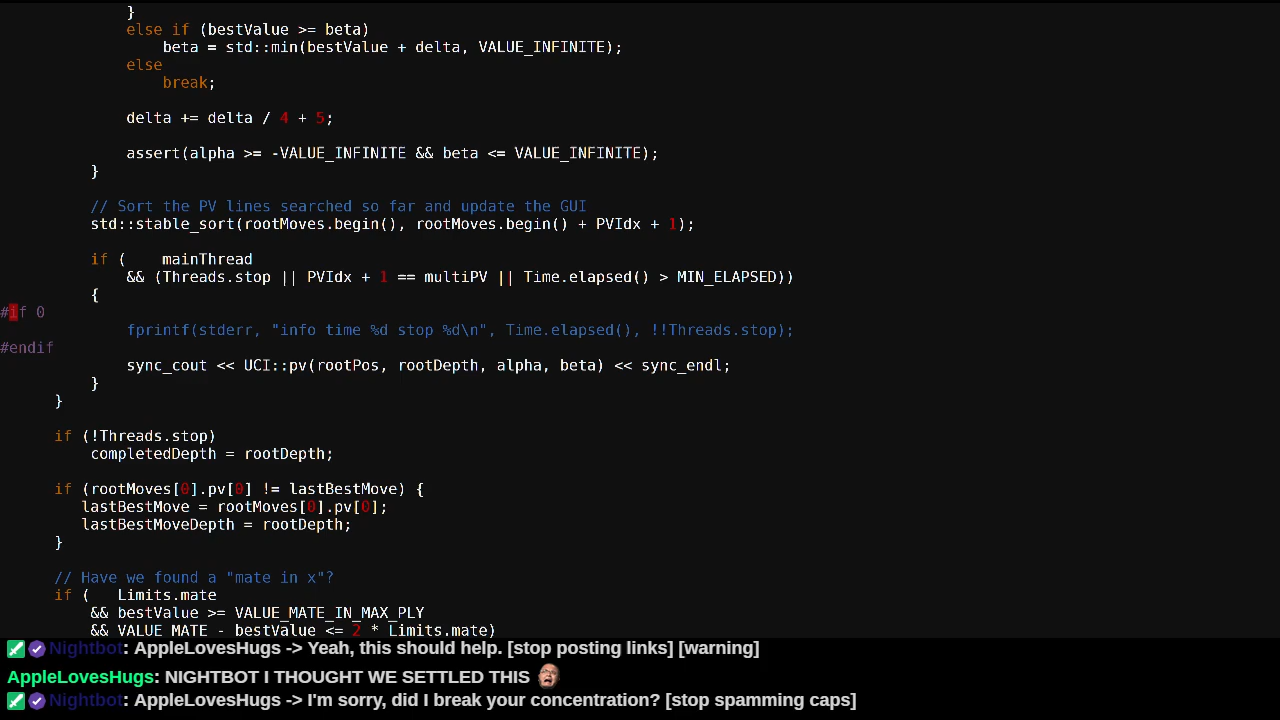 }
else if (bestValue >= beta)
beta = std::min(bestValue + delta, VALUE_INFINITE);
else
break;
delta += delta / 4 + 5;
assert(alpha >= -VALUE_INFINITE && beta <= VALUE_INFINITE);
}
// Sort the PV lines searched so far and update the GUI
std::stable_sort(rootMoves.begin(), rootMoves.begin() + PVIdx + 1);
if (    mainThread
&& (Threads.stop || PVIdx + 1 == multiPV || Time.elapsed() > MIN_ELAPSED))
{
#if 0
fprintf(stderr, "info time %d stop %d\n", Time.elapsed(), !!Threads.stop);
#endif
sync_cout << UCI::pv(rootPos, rootDepth, alpha, beta) << sync_endl;
}
}
if (!Threads.stop)
completedDepth = rootDepth;
if (rootMoves[0].pv[0] != lastBestMove) {
lastBestMove = rootMoves[0].pv[0];
lastBestMoveDepth = rootDepth;
}
// Have we found a "mate in x"?
if (   Limits.mate
&& bestValue >= VALUE_MATE_IN_MAX_PLY
&& VALUE_MATE - bestValue <= 2 * Limits.mate)
Nightbot: AppleLovesHugs -> Yeah, this should help. [stop posting links] [warning]
AppleLovesHugs: NIGHTBOT I THOUGHT WE SETTLED THIS
Nightbot: AppleLovesHugs -> I'm sorry, did I break your concentration? [stop spamming caps]